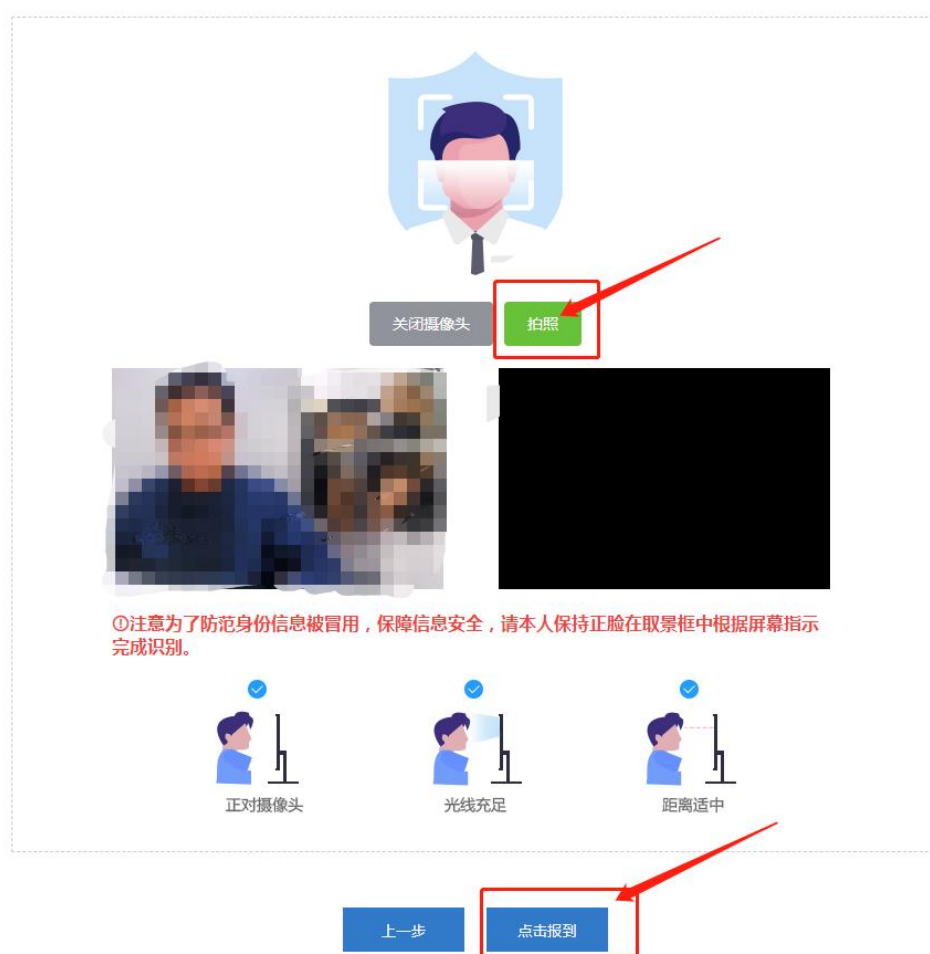 关闭摄像头
拍照
①注意为了防范身份信息被冒用，保障信息安全，请本人保持正脸在取景框中根据屏幕指示
完成识别。
正对摄像头
光线充足
距离适中
上一步
点击报到